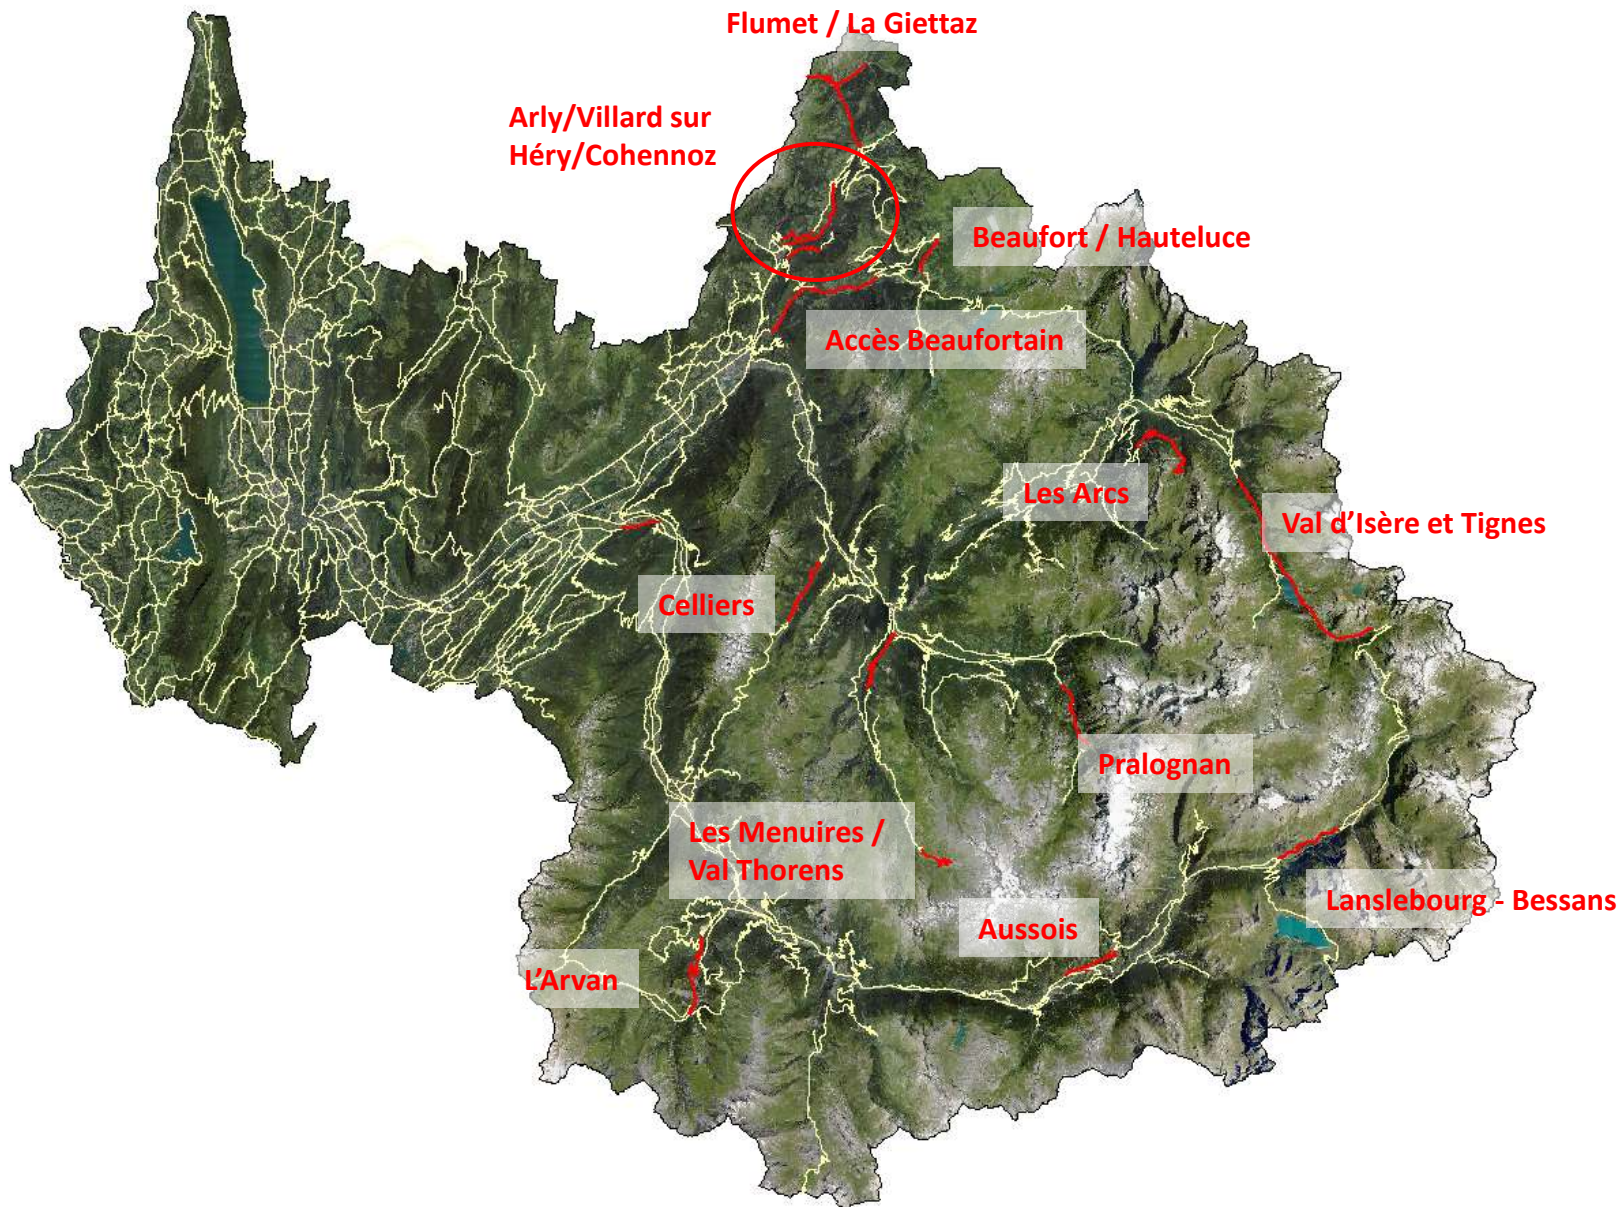 Flumet / La Giettaz
Arly/Villard sur
Héry/Cohennoz
Beaufort / Hauteluce
Accès Beaufortain
Les Arcs
Val d'Isère et Tignes
Celliers
Pralognan
Les Menuires /
Val Thorens
Lanslebourg - Bessans
Aussois
L'Arvan